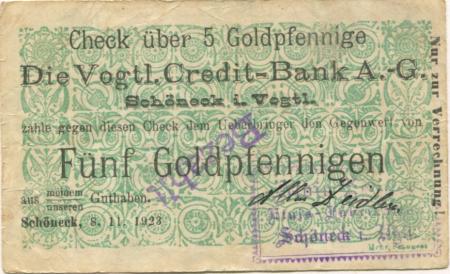 Check über 5 Goldpfennige
Die Vogtl. Credit-Bank A.-G.
Schöneck i. Vogtl.
zahle gegen diesen Check dem Ueberbringer den Gegenwert von
Fünf Goldpfennigen
aus meinem unseren Guthaben.
Schöneck, 8. 11. 1923
Schöneck i.
Nur zur Verrechnung!